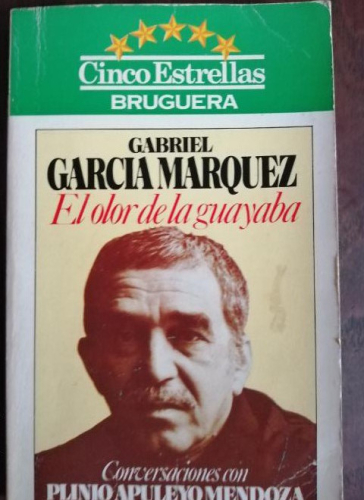 Cinco Estrellas
BRUGUERA
GABRIEL
GARCIA MARQUEZ
El olor de la guayaba
Conversaciones con
PLINIO APULEYO MENDOZA